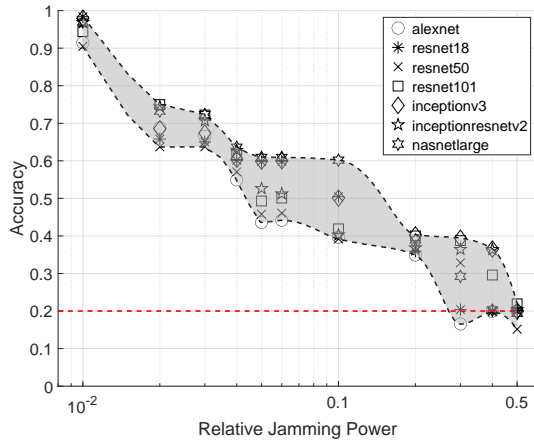 1
0.9
0.8
0.7
0.6
0.5
0.4
0.3
0.2
0.1
0
Accuracy
10-2
0.1
0.5
Relative Jamming Power
alexnet
resnet18
resnet50
resnet101
inceptionv3
inceptionresnetv2
nasnetlarge